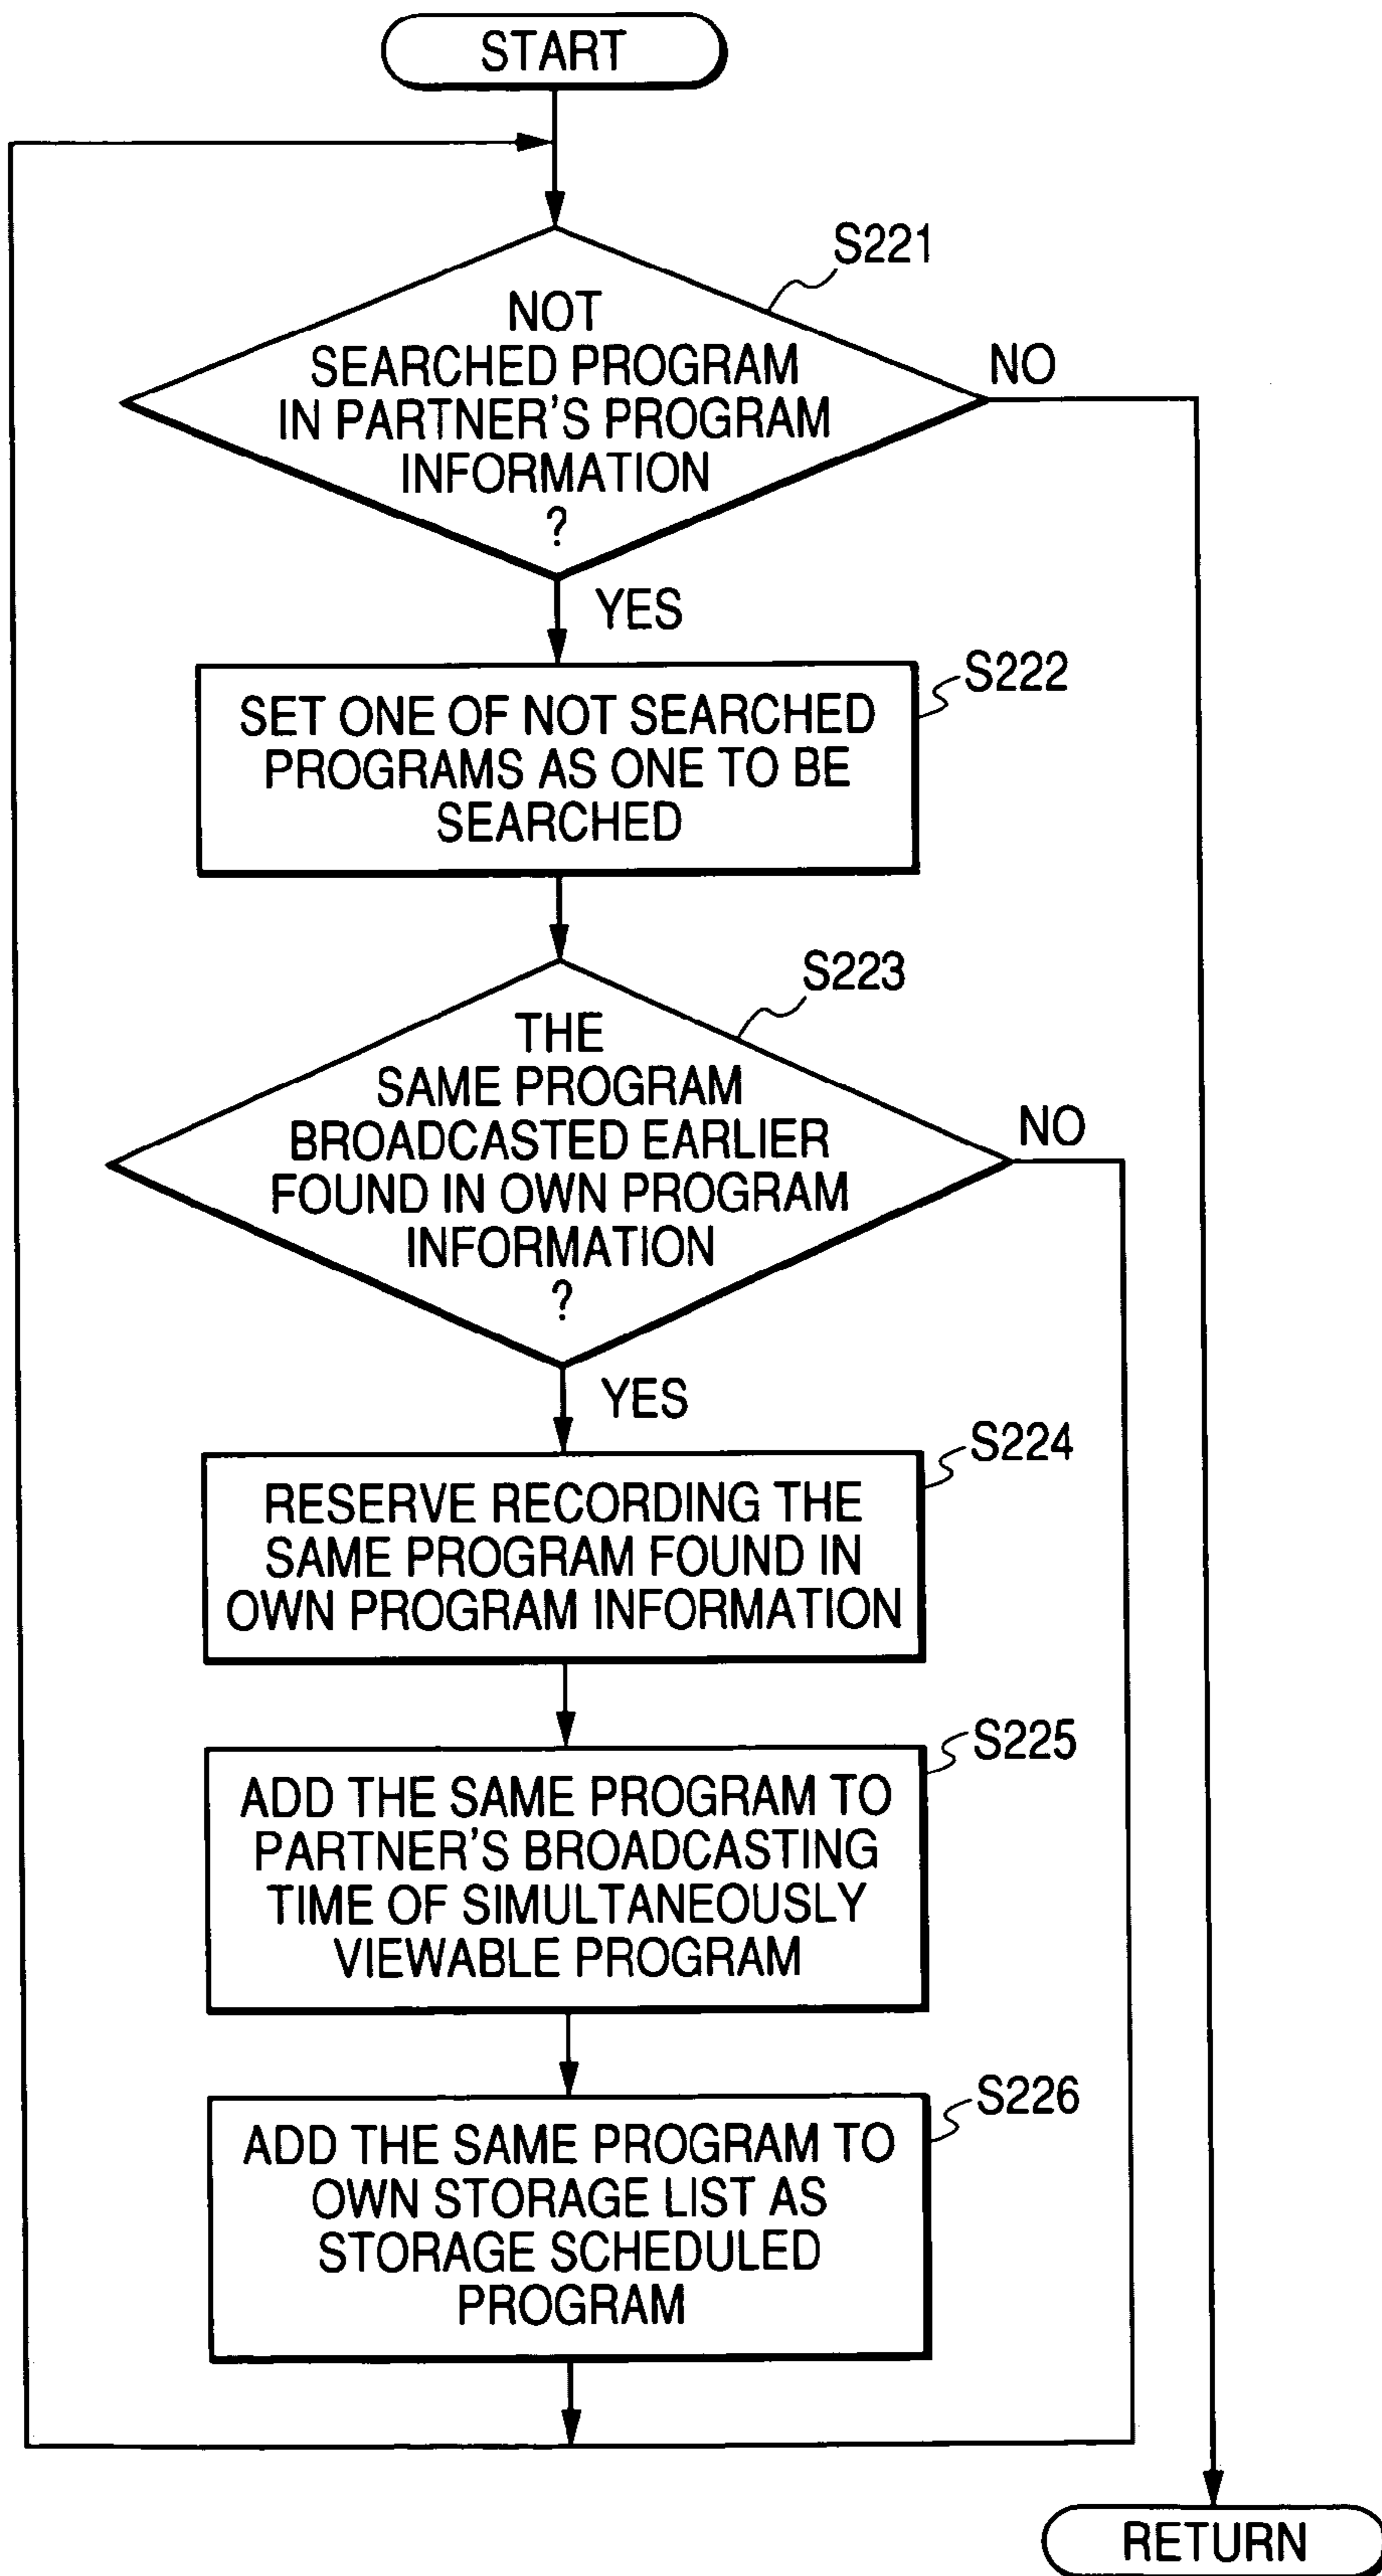 START
S221
NOT
SEARCHED PROGRAM
IN PARTNER'S PROGRAM
INFORMATION
?
NO
YES
S222
SET ONE OF NOT SEARCHED
PROGRAMS AS ONE TO BE
SEARCHED
S223
THE
SAME PROGRAM
BROADCASTED EARLIER
FOUND IN OWN PROGRAM
INFORMATION
?
NO
YES
S224
RESERVE RECORDING THE
SAME PROGRAM FOUND IN
OWN PROGRAM INFORMATION
S225
ADD THE SAME PROGRAM TO
PARTNER'S BROADCASTING
TIME OF SIMULTANEOUSLY
VIEWABLE PROGRAM
S226
ADD THE SAME PROGRAM TO
OWN STORAGE LIST AS
STORAGE SCHEDULED
PROGRAM
RETURN